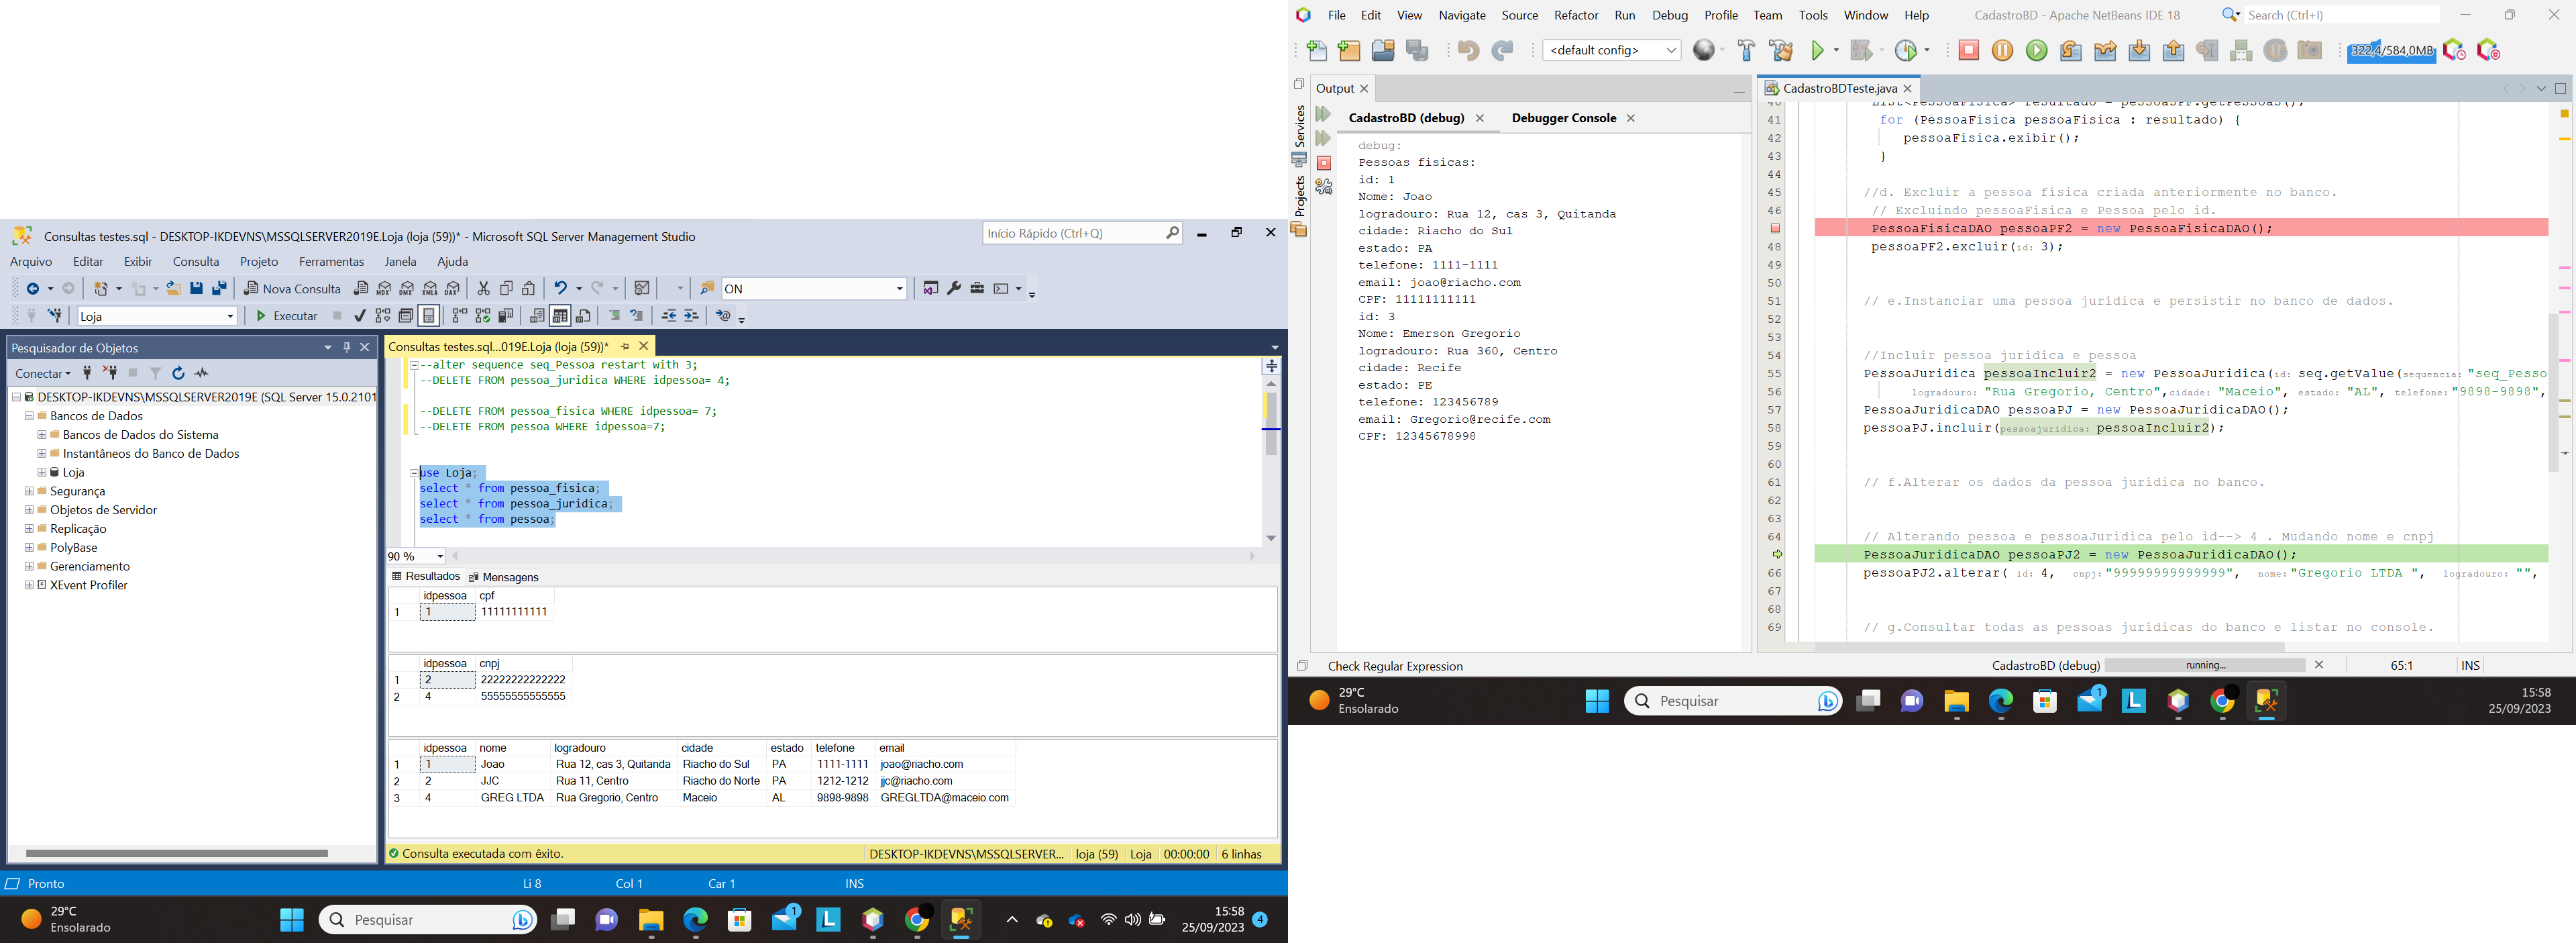 Consultas testes.sql - DESKTOP-IKDEVNS\MSSQLSERVER2019E.Loja (loja (59))* - Microsoft SQL Server Management Studio
Início Rápido (Ctrl+Q)
Arquivo Editar Exibir Consulta Projeto Ferramentas Janela Ajuda
Nova Consulta MDX DMX XMLA DAX ON
Loja Executar
Pesquisador de Objetos
Conectar
DESKTOP-IKDEVNS\MSSQLSERVER2019E (SQL Server 15.0.2101
Bancos de Dados
Bancos de Dados do Sistema
Instantâneos do Banco de Dados
Loja
Segurança
Objetos de Servidor
Replicação
PolyBase
Gerenciamento
XEvent Profiler
Consultas testes.sql...019E.Loja (loja (59))*
--alter sequence seq_Pessoa restart with 3;
--DELETE FROM pessoa_juridica WHERE idpessoa= 4;
--DELETE FROM pessoa_fisica WHERE idpessoa= 7;
--DELETE FROM pessoa WHERE idpessoa=7;
use Loja;
select * from pessoa_fisica;
select * from pessoa_juridica;
select * from pessoa;
90 %
Resultados Mensagens
idpessoa cpf
1 1 11111111111
idpessoa cnpj
1 2 22222222222222
2 4 55555555555555
idpessoa nome logradouro cidade estado telefone email
1 1 Joao Rua 12, cas 3, Quitanda Riacho do Sul PA 1111-1111 joao@riacho.com
2 2 JJC Rua 11, Centro Riacho do Norte PA 1212-1212 jjc@riacho.com
3 4 GREG LTDA Rua Gregorio, Centro Maceio AL 9898-9898 GREGLTDA@maceio.com
Consulta executada com êxito. DESKTOP-IKDEVNS\MSSQLSERVER... loja (59) Loja 00:00:00 6 linhas
Pronto Li 8 Col 1 Car 1 INS
29°C
Ensolarado
Pesquisar
1
L
15:58
25/09/2023
4
File Edit View Navigate Source Refactor Run Debug Profile Team Tools Window Help CadastroBD - Apache NetBeans IDE 18 Search (Ctrl+I)
<default config> 322,4/584,0MB
Services
Projects
Output
CadastroBD (debug) Debugger Console
debug:
Pessoas fisicas:
id: 1
Nome: Joao
logradouro: Rua 12, cas 3, Quitanda
cidade: Riacho do Sul
estado: PA
telefone: 1111-1111
email: joao@riacho.com
CPF: 11111111111
id: 3
Nome: Emerson Gregorio
logradouro: Rua 360, Centro
cidade: Recife
estado: PE
telefone: 123456789
email: Gregorio@recife.com
CPF: 12345678998
CadastroBDTeste.java
40 List<PessoaFisica> resultado = pessoasPF.getPessoas();
41 for (PessoaFisica pessoaFisica : resultado) {
42 pessoaFisica.exibir();
43 }
44
45 //d. Excluir a pessoa física criada anteriormente no banco.
46 // Excluindo pessoaFisica e Pessoa pelo id.
PessoaFisicaDAO pessoaPF2 = new PessoaFisicaDAO();
48 pessoaPF2.excluir(id: 3);
49
50
51 // e.Instanciar uma pessoa jurídica e persistir no banco de dados.
52
53
54 //Incluir pessoa juridica e pessoa
55 PessoaJuridica pessoaIncluir2 = new PessoaJuridica(id: seq.getValue(sequencia: "seq_Pesso
logradouro: "Rua Gregorio, Centro",cidade: "Maceio", estado: "AL", telefone: "9898-9898",
57 PessoaJuridicaDAO pessoaPJ = new PessoaJuridicaDAO();
58 pessoaPJ.incluir(pessoajuridica: pessoaIncluir2);
59
60
61 // f.Alterar os dados da pessoa jurídica no banco.
62
63
64 // Alterando pessoa e pessoaJuridica pelo id--> 4 . Mudando nome e cnpj
PessoaJuridicaDAO pessoaPJ2 = new PessoaJuridicaDAO();
66 pessoaPJ2.alterar( id: 4, cnpj: "99999999999999", nome: "Gregorio LTDA ", logradouro: "",
67
68
69 // g.Consultar todas as pessoas jurídicas do banco e listar no console.
Check Regular Expression CadastroBD (debug) running... 65:1 INS
29°C
Ensolarado
Pesquisar
1
L
15:58
25/09/2023